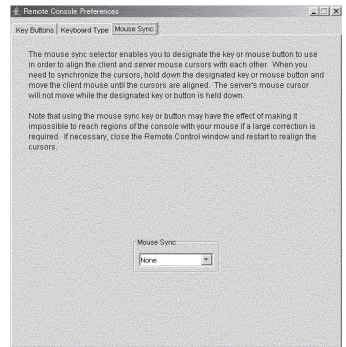 Remote Console Preferences
Key Buttons Keyboard Type Mouse Sync
The mouse sync selector enables you to designate the key or mouse button to use
in order to align the client and server mouse cursors with each other. When you
need to synchronize the cursors, hold down the designated key or mouse button and
move the client mouse until the cursors are aligned. The server's mouse cursor
will not move while the designated key or button is held down.
Note that using the mouse sync key or button may have the effect of making it
impossible to reach regions of the console with your mouse if a large correction is
required. If necessary, close the Remote Control window and restart to realign the
cursors.
Mouse Sync
None